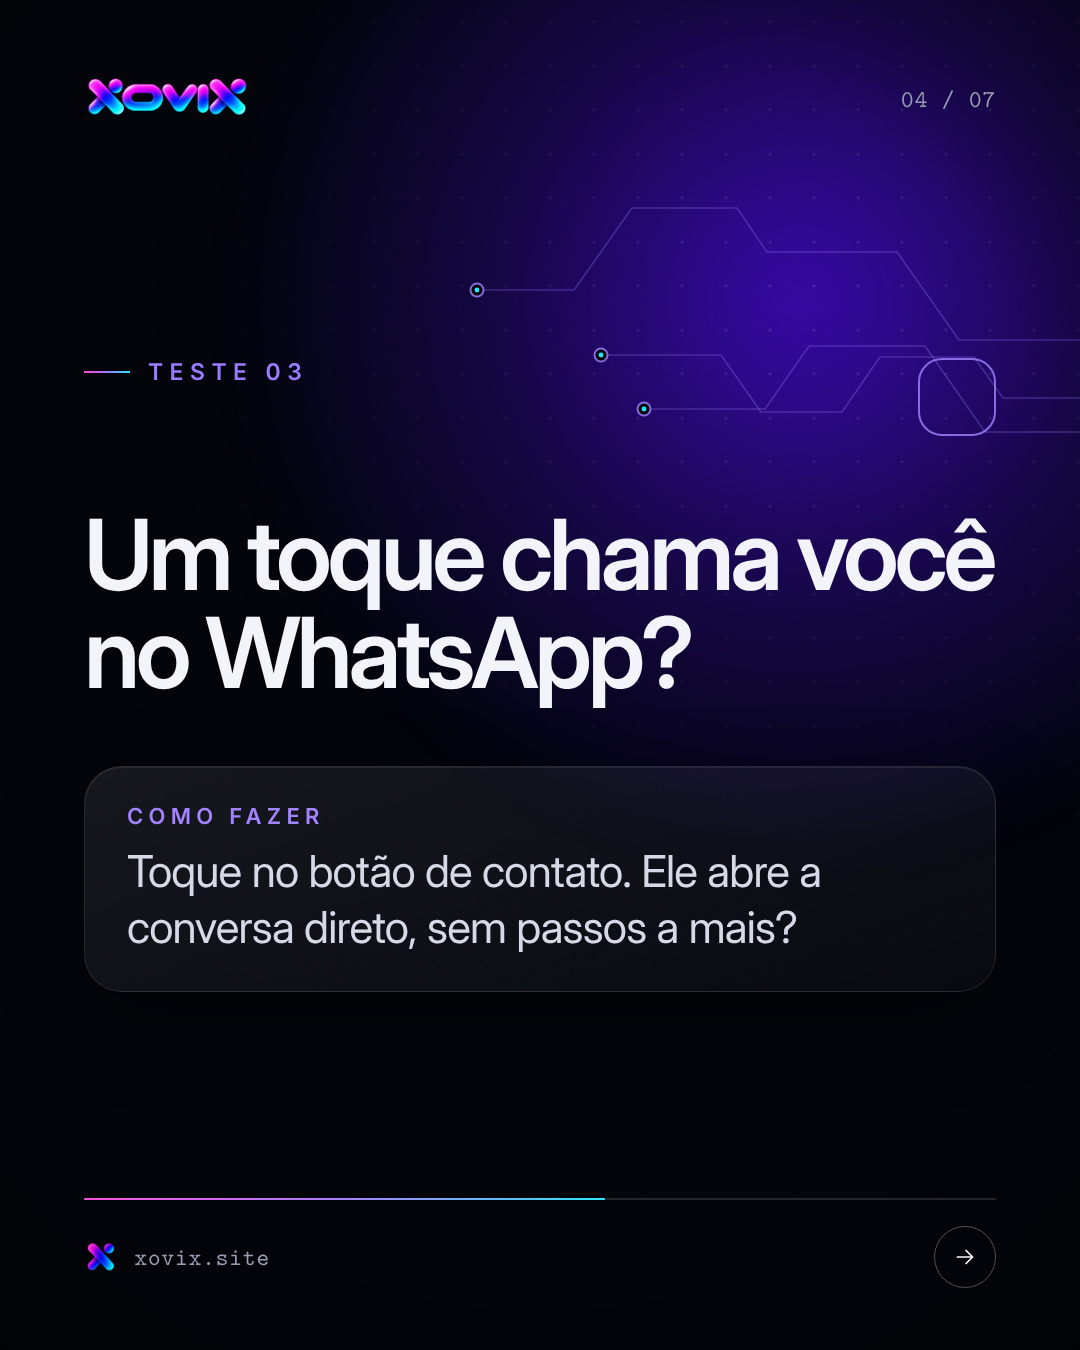 XOVIX
04 / 07
TESTE 03
Um toque chama você
no WhatsApp?
COMO FAZER
Toque no botão de contato. Ele abre a
conversa direto, sem passos a mais?
xovix.site